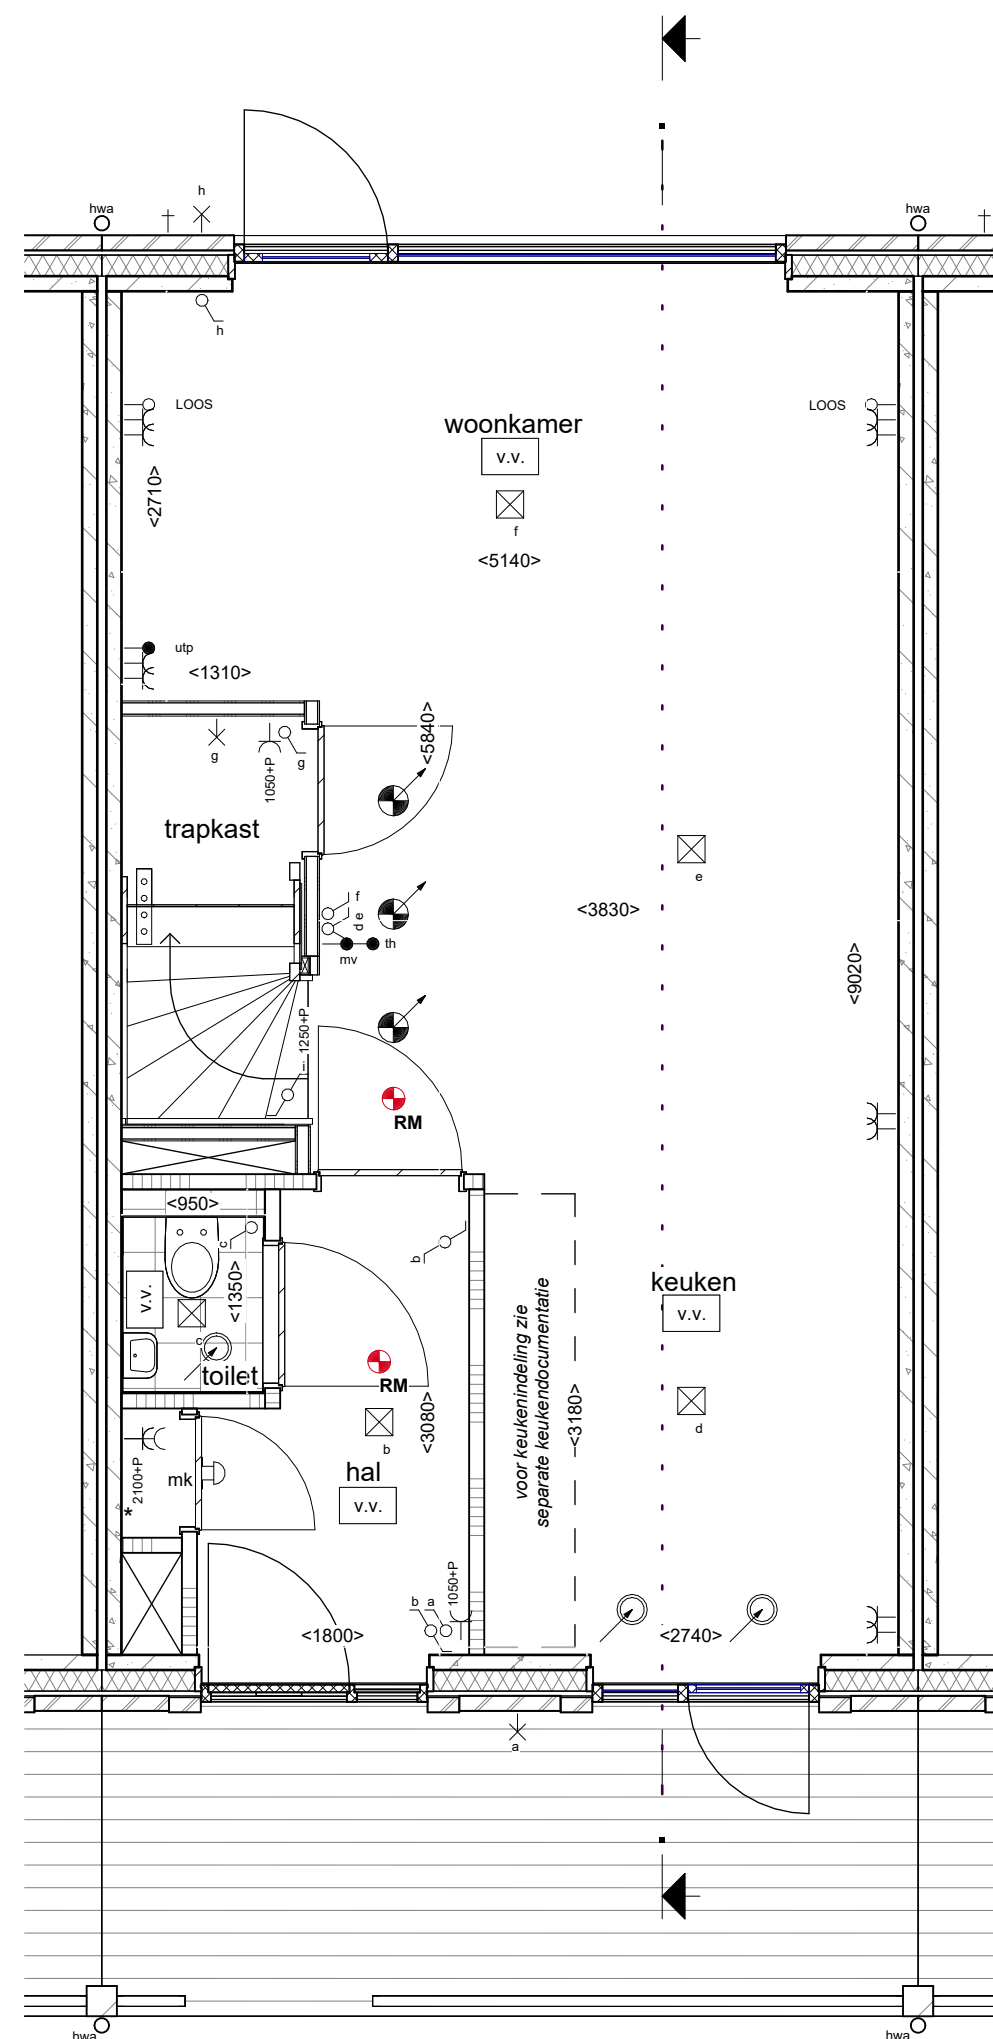 h
hwa
hwa
h
LOOS
LOOS
woonkamer
v.v.
f
<2710>
<5140>
utp
<1310>
<5840>
g
g
1050+P
trapkast
e
f
d e
<3830>
th
mv
<9020>
1250+P
i
RM
<950>
c
b
<1350>
v.v.
keuken
v.v.
c
toilet
RM
voor keukenindeling zie
separate keukendocumentatie
<3180>
<3080>
b
d
hal
mk
2100+P
*
v.v.
1050+P
b a
<1800>
<2740>
a
hwa
hwa